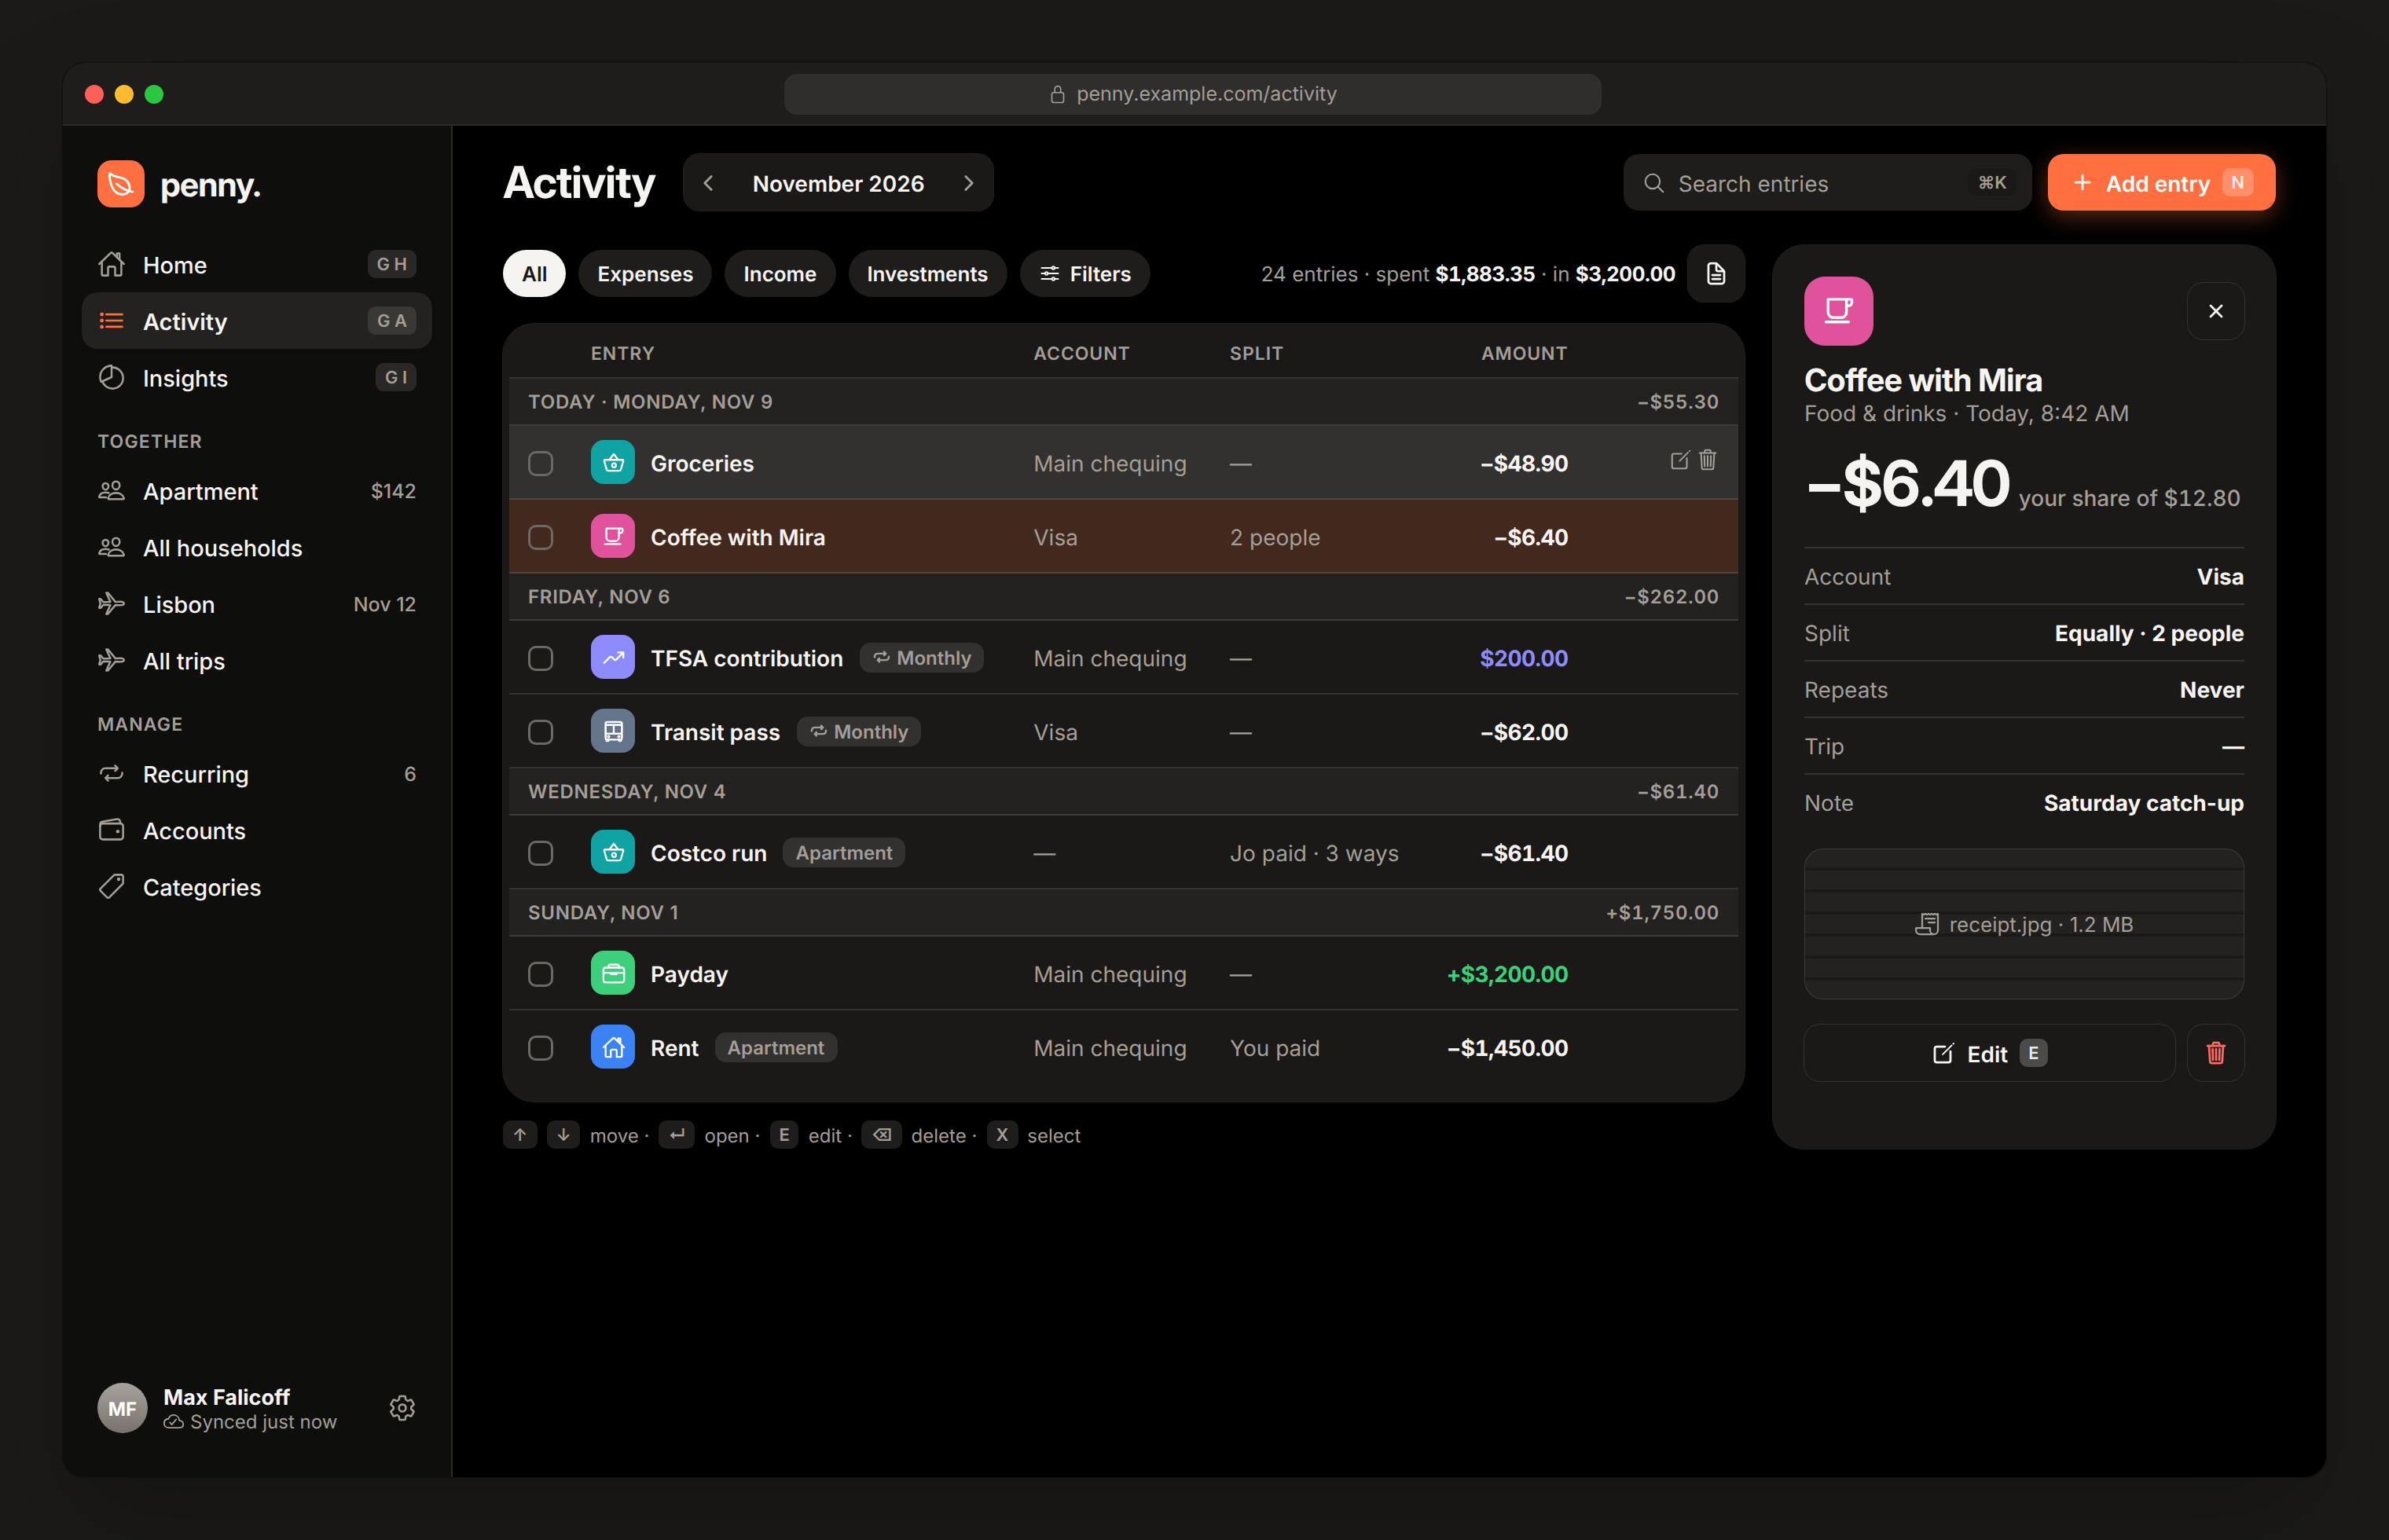 penny.example.com/activity
penny.
Home G H
Activity G A
Insights G I
TOGETHER
Apartment $142
All households
Lisbon Nov 12
All trips
MANAGE
Recurring 6
Accounts
Categories
MF
Max Falicoff
Synced just now
Activity
November 2026
Search entries ⌘K
+ Add entry N
All Expenses Income Investments Filters
24 entries · spent $1,883.35 · in $3,200.00
ENTRY ACCOUNT SPLIT AMOUNT
TODAY · MONDAY, NOV 9 −$55.30
Groceries Main chequing — −$48.90
Coffee with Mira Visa 2 people −$6.40
FRIDAY, NOV 6 −$262.00
TFSA contribution Monthly Main chequing — $200.00
Transit pass Monthly Visa — −$62.00
WEDNESDAY, NOV 4 −$61.40
Costco run Apartment — Jo paid · 3 ways −$61.40
SUNDAY, NOV 1 +$1,750.00
Payday Main chequing — +$3,200.00
Rent Apartment Main chequing You paid −$1,450.00
↑ ↓ move · ↵ open · E edit · ⌫ delete · X select
Coffee with Mira
Food & drinks · Today, 8:42 AM
−$6.40 your share of $12.80
Account Visa
Split Equally · 2 people
Repeats Never
Trip —
Note Saturday catch-up
receipt.jpg · 1.2 MB
Edit E